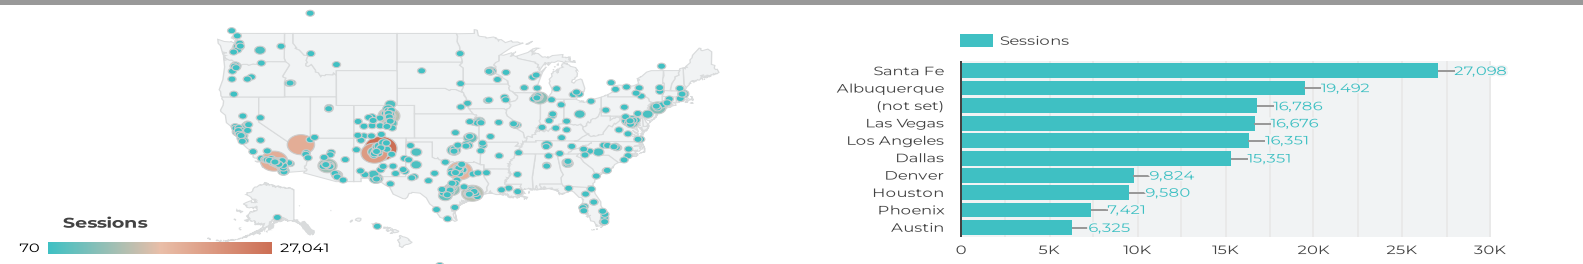 Sessions
70 27,041
Sessions
Santa Fe 27,098
Albuquerque 19,492
(not set) 16,786
Las Vegas 16,676
Los Angeles 16,351
Dallas 15,351
Denver 9,824
Houston 9,580
Phoenix 7,421
Austin 6,325
0 5K 10K 15K 20K 25K 30K